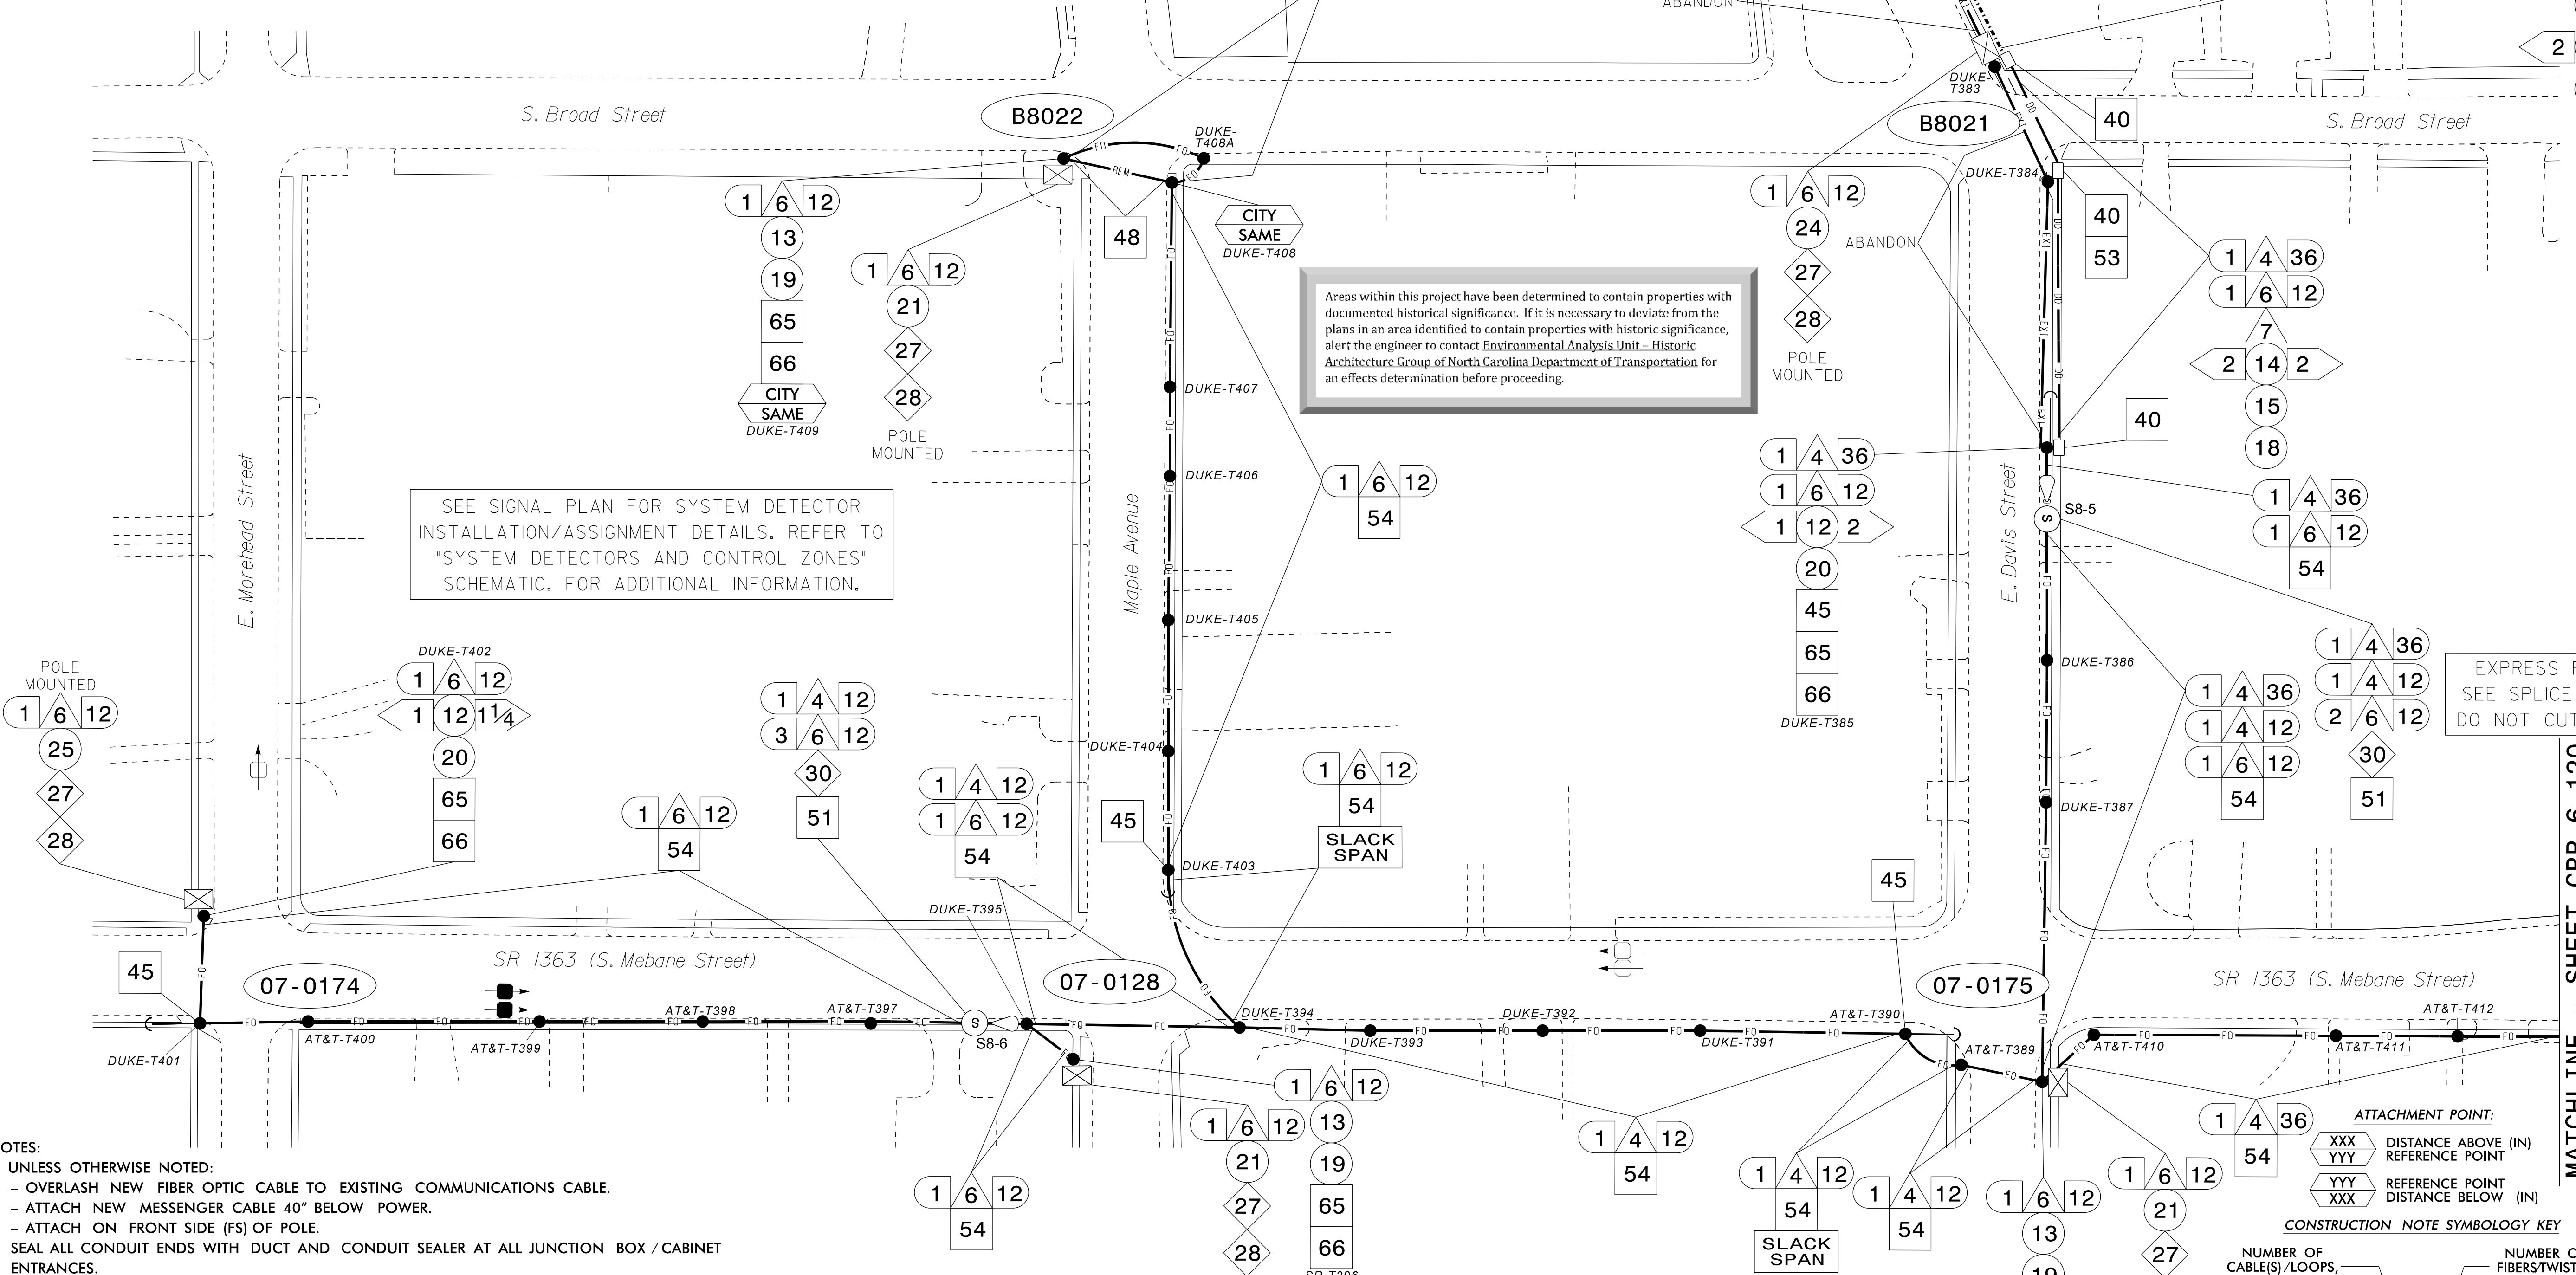 ABANDON
2
S. Broad Street
B8022
DUKE-
T408A
FO
FO
REM
FO
DUKE-
T383
B8021
40
DD
EXI
S. Broad Street
DUKE-T384
1 6 12
13
19
65
66
CITY
SAME
DUKE-T409
1 6 12
21
27
28
POLE
MOUNTED
48
CITY
SAME
DUKE-T408
Areas within this project have been determined to contain properties with
documented historical significance. If it is necessary to deviate from the
plans in an area identified to contain properties with historic significance,
alert the engineer to contact Environmental Analysis Unit – Historic
Architecture Group of North Carolina Department of Transportation for
an effects determination before proceeding.
1 6 12
24
27
28
POLE
MOUNTED
ABANDON
40
53
40
1 4 36
1 6 12
7
2 14 2
15
18
DUKE-T407
DUKE-T406
DUKE-T405
DUKE-T404
DUKE-T403
Maple Avenue
E. Morehead Street
E. Davis Street
SEE SIGNAL PLAN FOR SYSTEM DETECTOR
INSTALLATION/ASSIGNMENT DETAILS. REFER TO
"SYSTEM DETECTORS AND CONTROL ZONES"
SCHEMATIC. FOR ADDITIONAL INFORMATION.
1 6 12
54
1 4 36
1 6 12
1 12 2
20
45
65
66
DUKE-T385
S
S8-5
1 4 36
1 6 12
54
DUKE-T386
DUKE-T387
1 4 36
1 4 12
2 6 12
30
51
1 4 36
1 4 12
1 6 12
54
EXPRESS
SEE SPLICE
DO NOT CUT
POLE
MOUNTED
1 6 12
25
27
28
DUKE-T402
1 6 12
1 12 1 1/4
20
65
66
1 6 12
54
1 4 12
3 6 12
30
51
1 4 12
1 6 12
54
45
1 6 12
54
SLACK
SPAN
45
DUKE-T395
45
07-0174
SR 1363 (S. Mebane Street)
07-0128
07-0175
SR 1363 (S. Mebane Street)
DUKE-T401
AT&T-T400
AT&T-T399
AT&T-T398
AT&T-T397
S
S8-6
DUKE-T394
DUKE-T393
DUKE-T392
DUKE-T391
AT&T-T390
AT&T-T389
AT&T-T410
AT&T-T411
AT&T-T412
1 6 12
54
1 6 12
21
27
28
1 6 12
13
19
65
66
1 4 12
54
1 4 12
54
SLACK
SPAN
1 4 12
54
1 6 12
13
19
1 6 12
21
27
1 4 36
54
ATTACHMENT POINT:
XXX
YYY
DISTANCE ABOVE (IN)
REFERENCE POINT
YYY
XXX
REFERENCE POINT
DISTANCE BELOW (IN)
CONSTRUCTION NOTE SYMBOLOGY KEY
NUMBER OF
CABLE(S)/LOOPS,
NUMBER O
FIBERS/TWIST
OTES:
UNLESS OTHERWISE NOTED:
– OVERLASH NEW FIBER OPTIC CABLE TO EXISTING COMMUNICATIONS CABLE.
– ATTACH NEW MESSENGER CABLE 40" BELOW POWER.
– ATTACH ON FRONT SIDE (FS) OF POLE.
SEAL ALL CONDUIT ENDS WITH DUCT AND CONDUIT SEALER AT ALL JUNCTION BOX / CABINET
ENTRANCES.